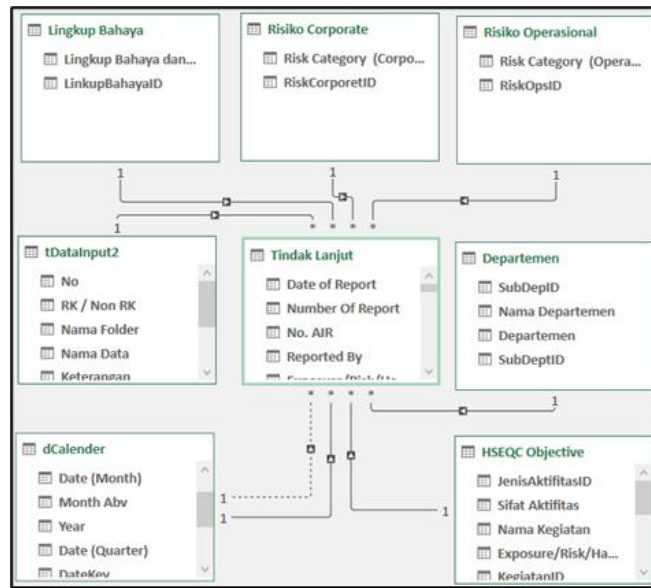 Lingkup Bahaya
Lingkup Bahaya dan...
LinkupBahayaID
Risiko Corporate
Risk Category (Corpo...
RiskCorporetID
Risiko Operasional
Risk Category (Opera...
RiskOpsID
1
1
1
1
*
*
*
*
tDataInput2
No
RK / Non RK
Nama Folder
Nama Data
Keterangan
Tindak Lanjut
Date of Report
Number Of Report
No. AIR
Reported By
Exposure/Risk/Ha...
Departemen
SubDepID
Nama Departemen
Departemen
SubDeptID
*
*
*
*
1
dCalender
Date (Month)
Month Abv
Year
Date (Quarter)
DateKey
1
1
1
HSEQC Objective
JenisAktifitasID
Sifat Aktifitas
Nama Kegiatan
Exposure/Risk/Ha...
KegiatanID